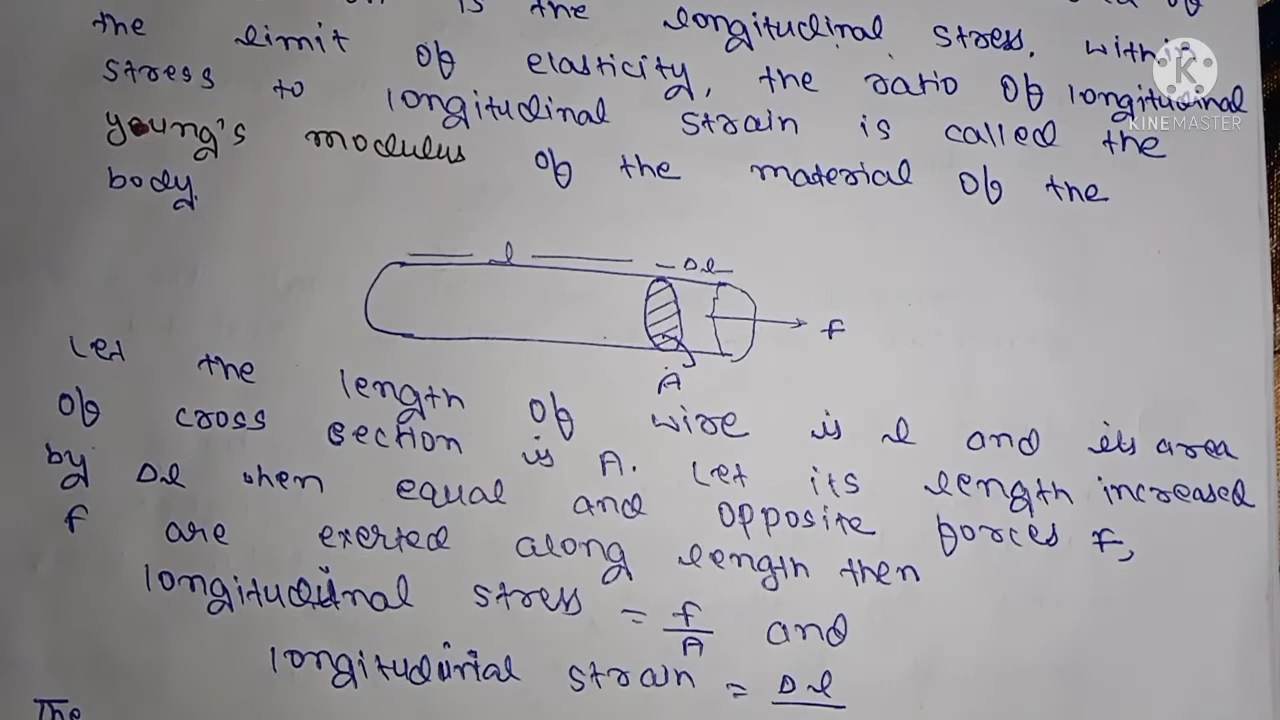 is the longitudinal stress. within
the limit of elasticity, the ratio of longitudinal
stress to longitudinal strain is called the
young's modulus of the material of the
body.
l Δl
F
A
Let the length of wire is l and its area
of cross section is A. Let its length increased
by Δl when equal and opposite forces F,
F are exerted along length then
longitudinal stress = F/A and
longitudinal strain = Δl
The
K
KINEMASTER